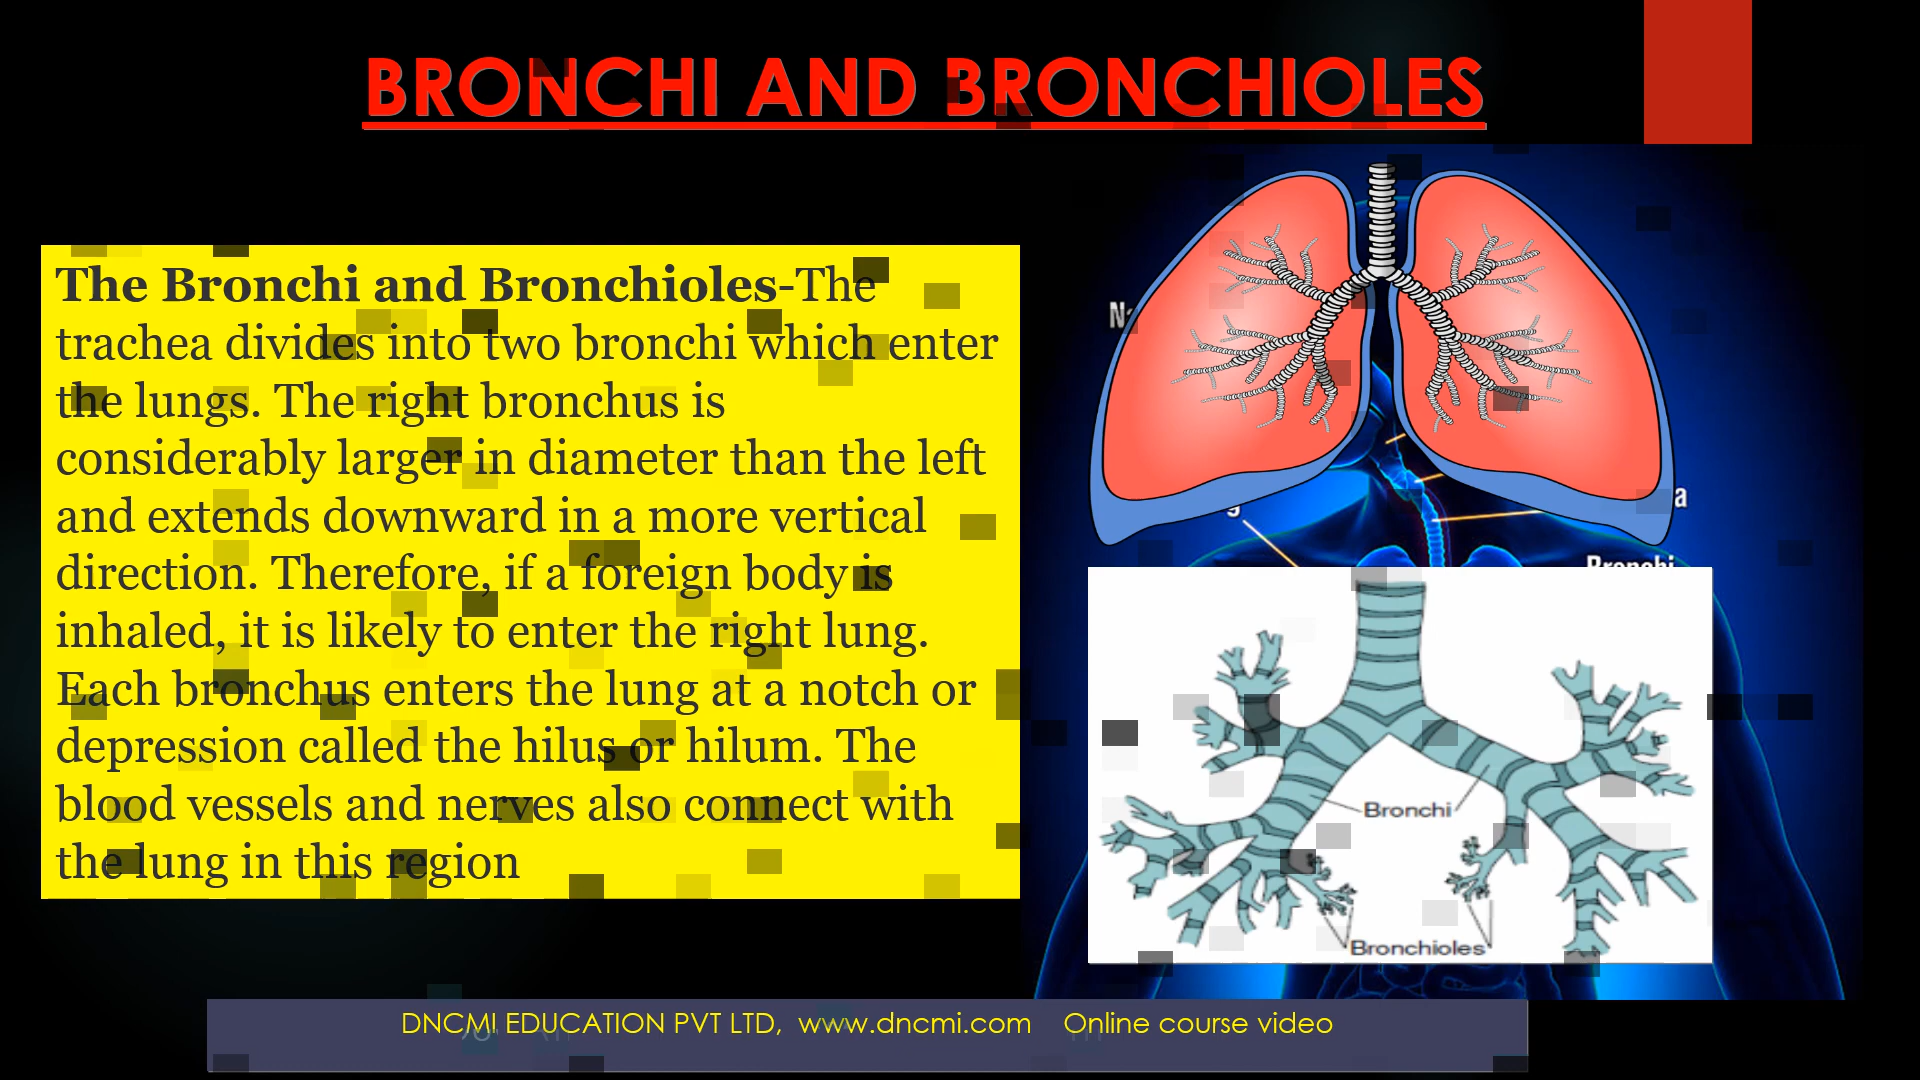 BRONCHI AND BRONCHIOLES
The Bronchi and Bronchioles-The
trachea divides into two bronchi which enter
the lungs. The right bronchus is
considerably larger in diameter than the left
and extends downward in a more vertical
direction. Therefore, if a foreign body is
inhaled, it is likely to enter the right lung.
Each bronchus enters the lung at a notch or
depression called the hilus or hilum. The
blood vessels and nerves also connect with
the lung in this region
Bronchi
Bronchi
Bronchioles
DNCMI EDUCATION PVT LTD, www.dncmi.com Online course video